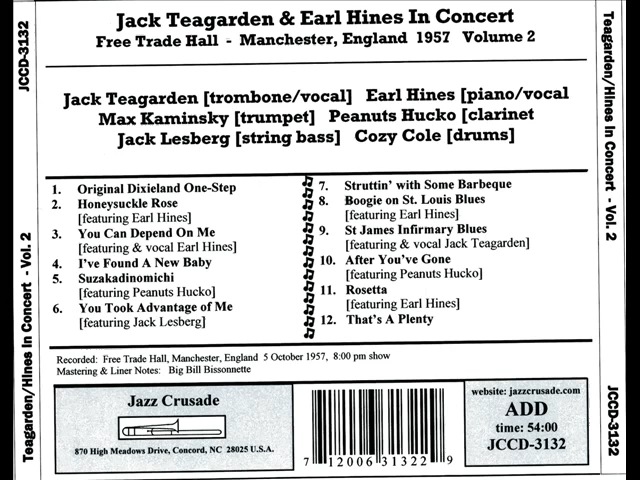 Jack Teagarden & Earl Hines In Concert
Free Trade Hall - Manchester, England 1957 Volume 2
Jack Teagarden [trombone/vocal] Earl Hines [piano/vocal
Max Kaminsky [trumpet] Peanuts Hucko [clarinet
Jack Lesberg [string bass] Cozy Cole [drums]
1. Original Dixieland One-Step
2. Honeysuckle Rose
[featuring Earl Hines]
3. You Can Depend On Me
[featuring & vocal Earl Hines]
4. I've Found A New Baby
5. Suzakadinomichi
[featuring Peanuts Hucko]
6. You Took Advantage of Me
[featuring Jack Lesberg]
7. Struttin' with Some Barbeque
8. Boogie on St. Louis Blues
[featuring Earl Hines]
9. St James Infirmary Blues
[featuring & vocal Jack Teagarden]
10. After You've Gone
[featuring Peanuts Hucko]
11. Rosetta
[featuring Earl Hines]
12. That's A Plenty
Recorded: Free Trade Hall, Manchester, England 5 October 1957, 8:00 pm show
Mastering & Liner Notes: Big Bill Bissonnette
Jazz Crusade
870 High Meadows Drive, Concord, NC 28025 U.S.A.
7 12006 31322 9
website: jazzcrusade.com
ADD
time: 54:00
JCCD-3132
JCCD-3132
Teagarden/Hines In Concert - Vol. 2
Teagarden/Hines In Concert - Vol. 2
JCCD-3132